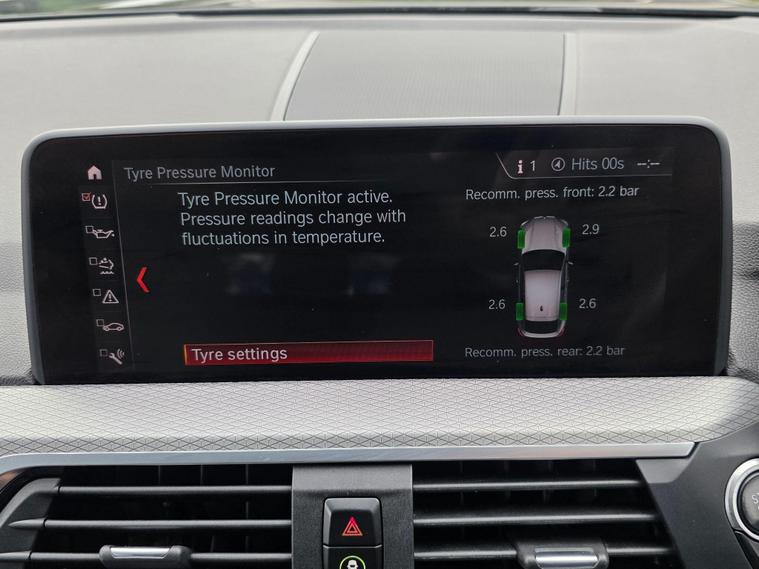 Tyre Pressure Monitor
i 1 Hits 00s --:--
Tyre Pressure Monitor active.
Pressure readings change with
fluctuations in temperature.
Recomm. press. front: 2.2 bar
2.6 2.9
2.6 2.6
Tyre settings
Recomm. press. rear: 2.2 bar